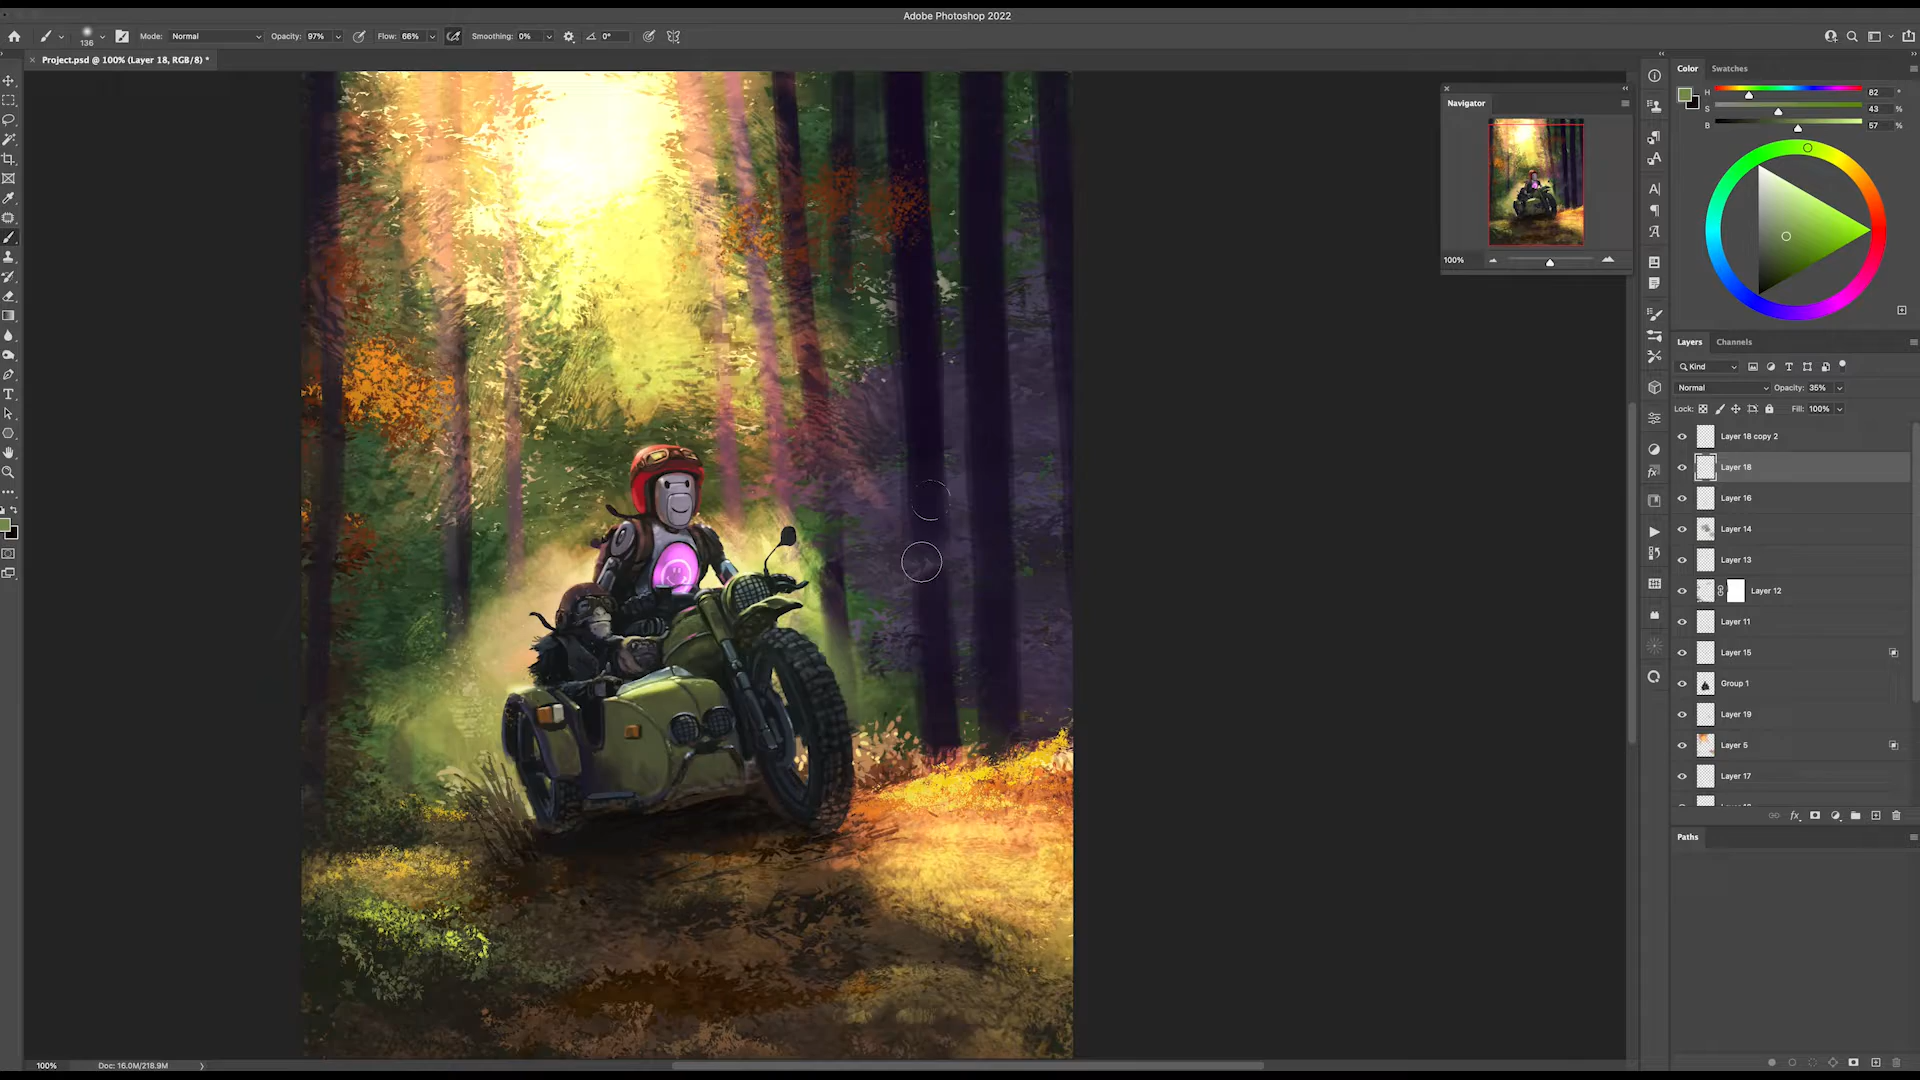 Adobe Photoshop 2022
136
Mode: Normal
Opacity: 97%
Flow: 66%
Smoothing: 0%
0°
Project.psd @ 100% (Layer 18, RGB/8) *
Navigator
100%
Color
Swatches
H 82 °
S 43 %
B 57 %
Layers
Channels
Kind
Normal
Opacity: 35%
Lock:
Fill: 100%
Layer 18 copy 2
Layer 18
Layer 16
Layer 14
Layer 13
Layer 12
Layer 11
Layer 15
Group 1
Layer 19
Layer 5
Layer 17
Paths
100%
Doc: 16.0M/218.9M